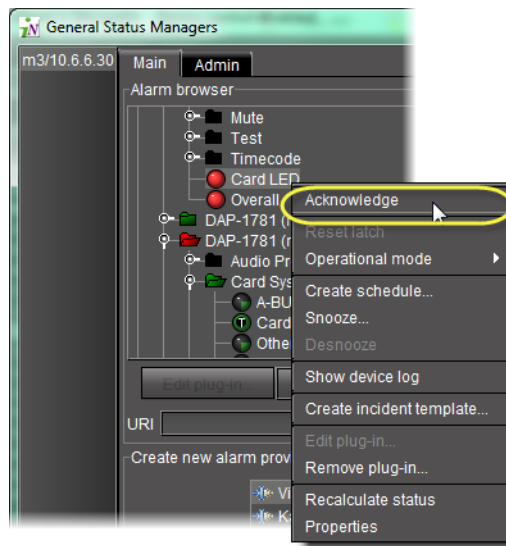 General Status Managers
m3/10.6.6.30
Main
Admin
Alarm browser
Mute
Test
Timecode
Card LED
Overall
DAP-1781 (
DAP-1781 (r
Audio Pr
Card Sys
A-BU
T
Card
Othe
Edit plug-in...
URI
Create new alarm prov
Vi
Ka
Acknowledge
Reset latch
Operational mode
Create schedule...
Snooze...
Desnooze
Show device log
Create incident template...
Edit plug-in...
Remove plug-in...
Recalculate status
Properties